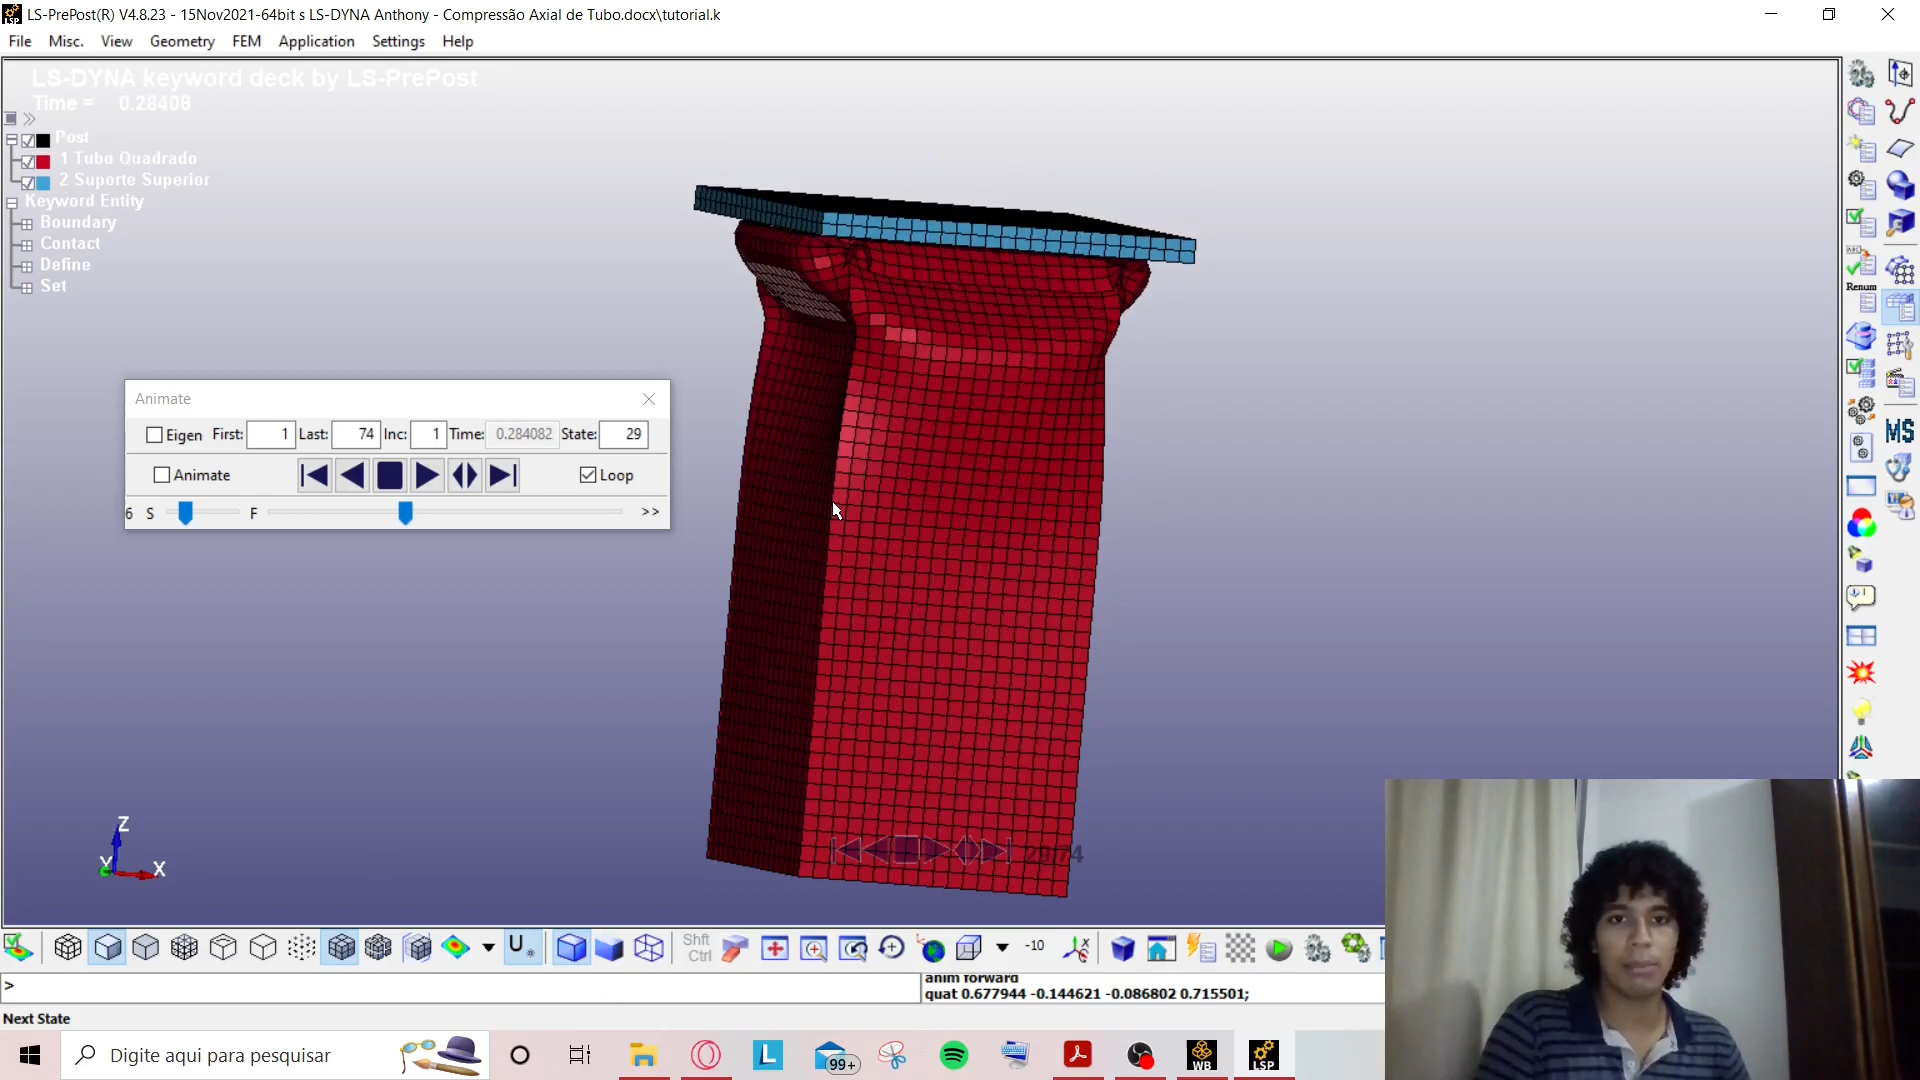 LS-PrePost(R) V4.8.23 - 15Nov2021-64bit s LS-DYNA Anthony - Compressão Axial de Tubo.docx\tutorial.k
File Misc. View Geometry FEM Application Settings Help
LS-DYNA keyword deck by LS-PrePost
Time = 0.28408
Post
1 Tubo Quadrado
2 Suporte Superior
Keyword Entity
Boundary
Contact
Define
Set
Renum
Animate
Eigen First: 1 Last: 74 Inc: 1 Time: 0.284082 State: 29
Animate Loop
6 S F >>
MS
Z
Y X
Shft
Ctrl
-10
>
anim forward
quat 0.677944 -0.144621 -0.086802 0.715501;
Next State
Digite aqui para pesquisar
L
99+
WB
LSP